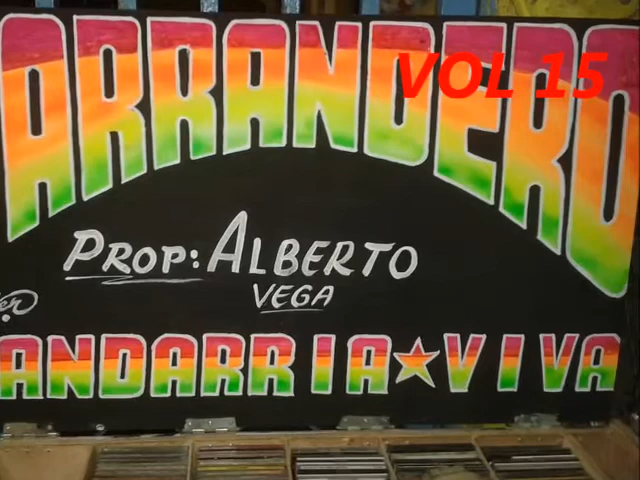 ARRANDERO
VOL 15
PROP: ALBERTO
VEGA
ANDARRIA★VIVA